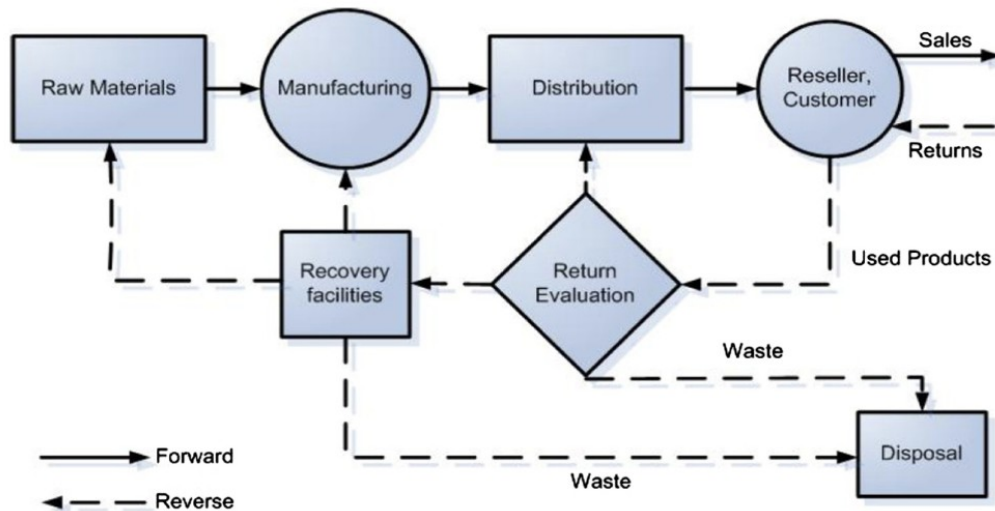 Sales
Raw Materials
Manufacturing
Distribution
Reseller,
Customer
Returns
Used Products
Recovery
facilities
Return
Evaluation
Waste
Disposal
Forward
Waste
Reverse